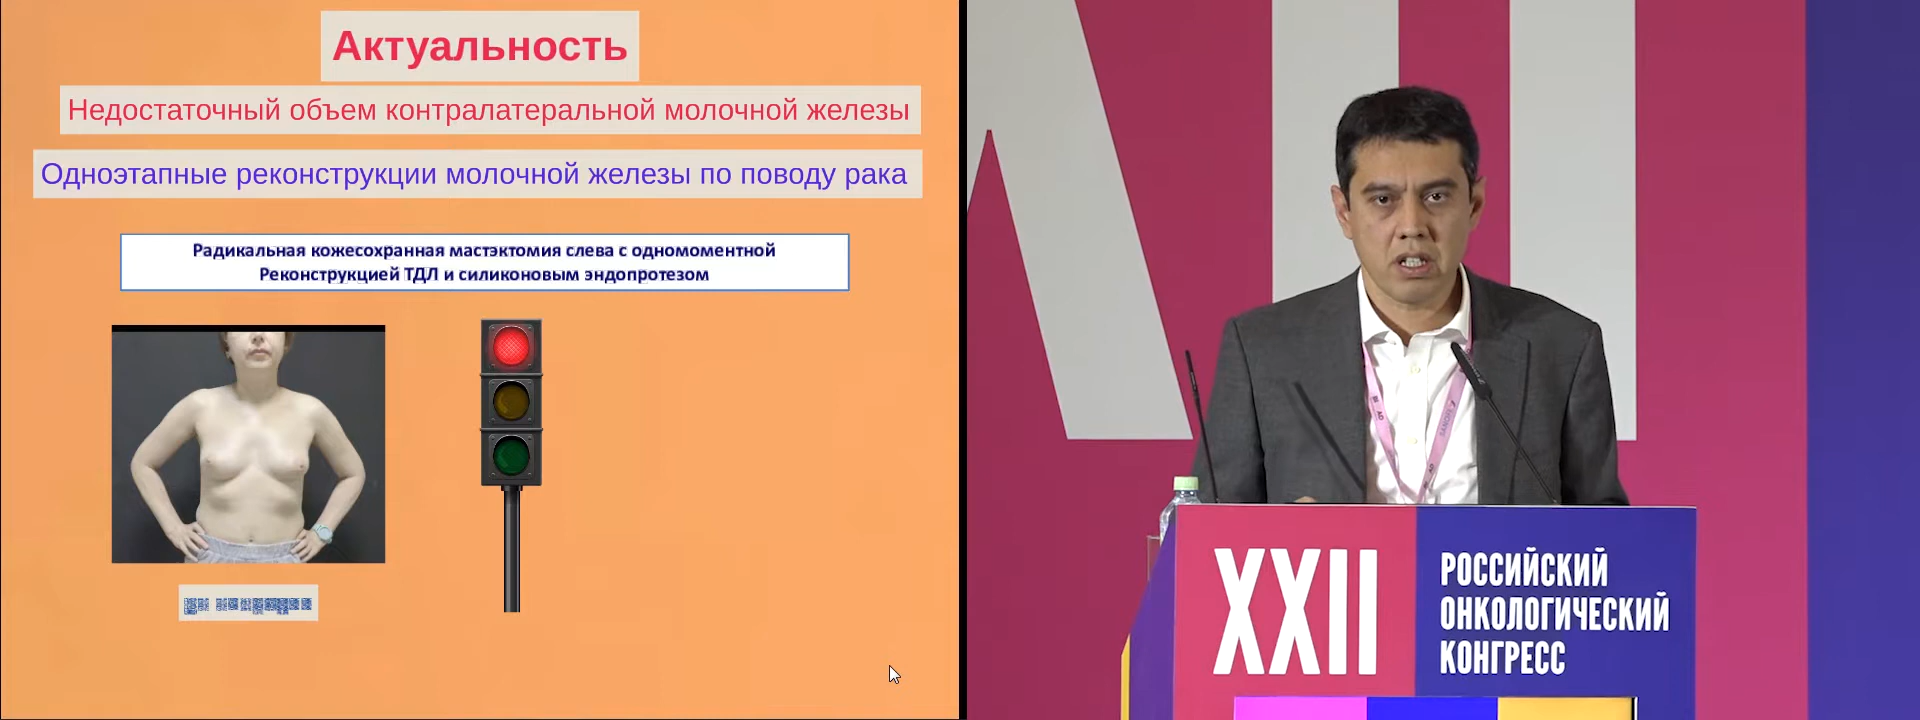 Актуальность
Недостаточный объем контралатеральной молочной железы
Одноэтапные реконструкции молочной железы по поводу рака
Радикальная кожесохранная мастэктомия слева с одномоментной
Реконструкцией ТДЛ и силиконовым эндопротезом
XXII
РОССИЙСКИЙ
ОНКОЛОГИЧЕСКИЙ
КОНГРЕСС